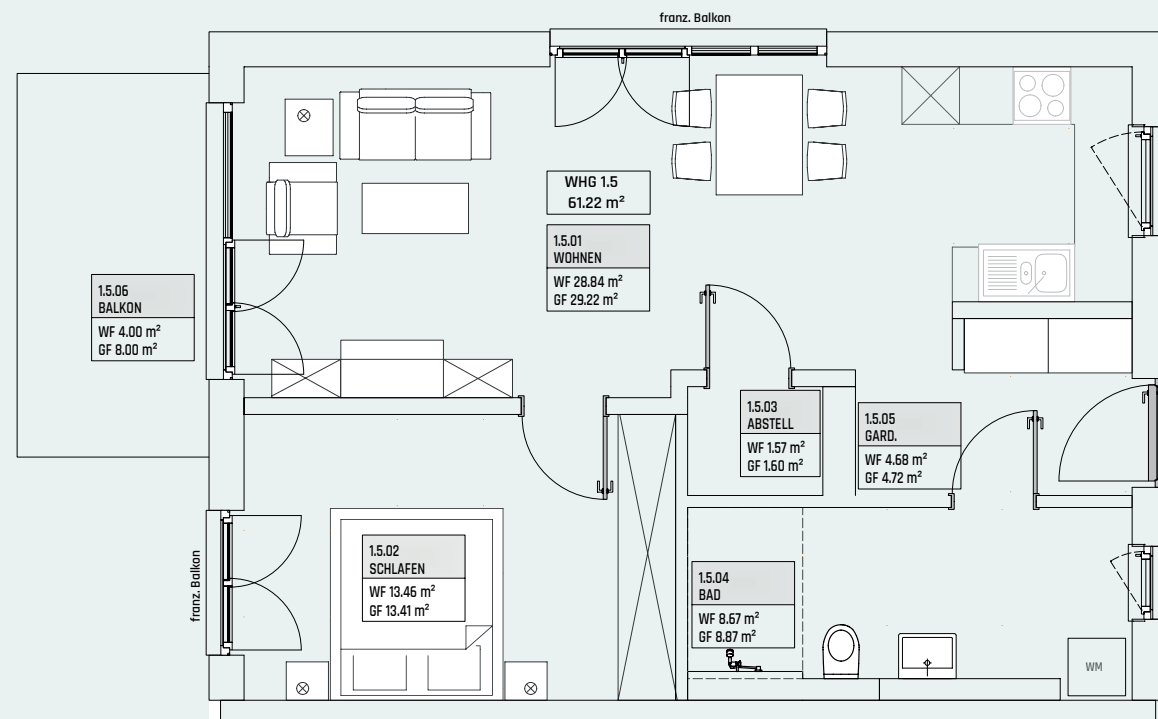 franz. Balkon
WHG 1.5
61.22 m²
1.5.01
WOHNEN
WF 28.84 m²
GF 29.22 m²
1.5.06
BALKON
WF 4.00 m²
GF 8.00 m²
1.5.03
ABSTELL
WF 1.57 m²
GF 1.60 m²
1.5.05
GARD.
WF 4.68 m²
GF 4.72 m²
franz. Balkon
1.5.02
SCHLAFEN
WF 13.46 m²
GF 13.41 m²
1.5.04
BAD
WF 8.67 m²
GF 8.87 m²
WM